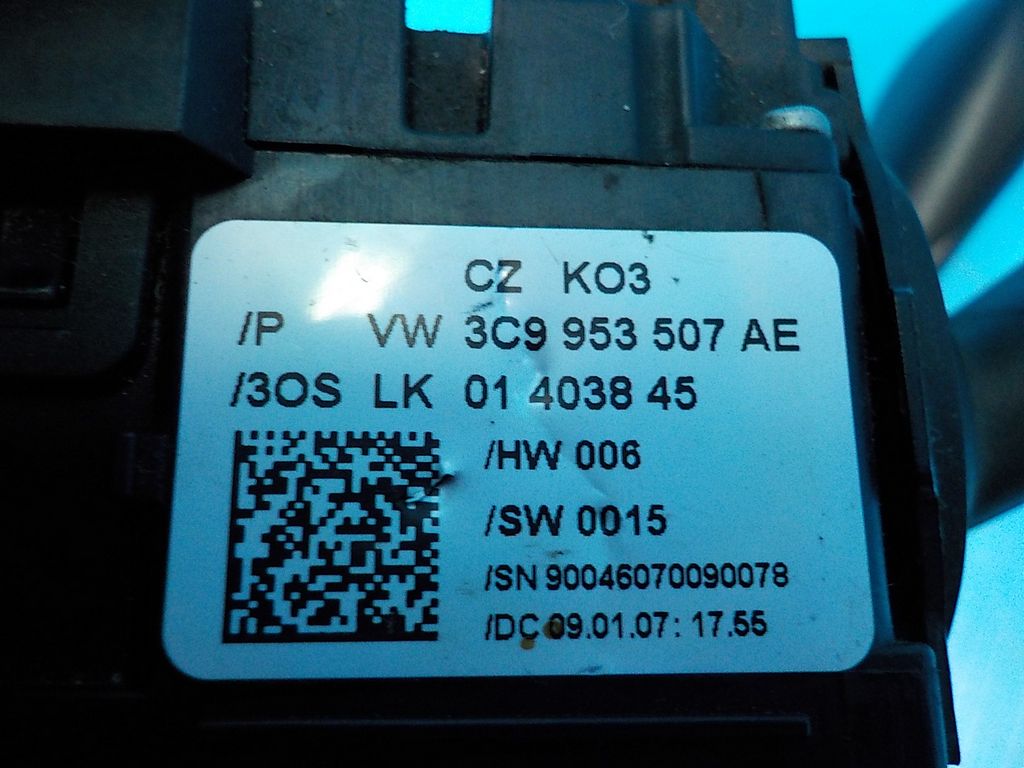 CZ KO3
/P VW 3C9 953 507 AE
/3OS LK 01 4038 45
/HW 006
/SW 0015
/SN 90046070090078
/DC 09.01.07: 17.55